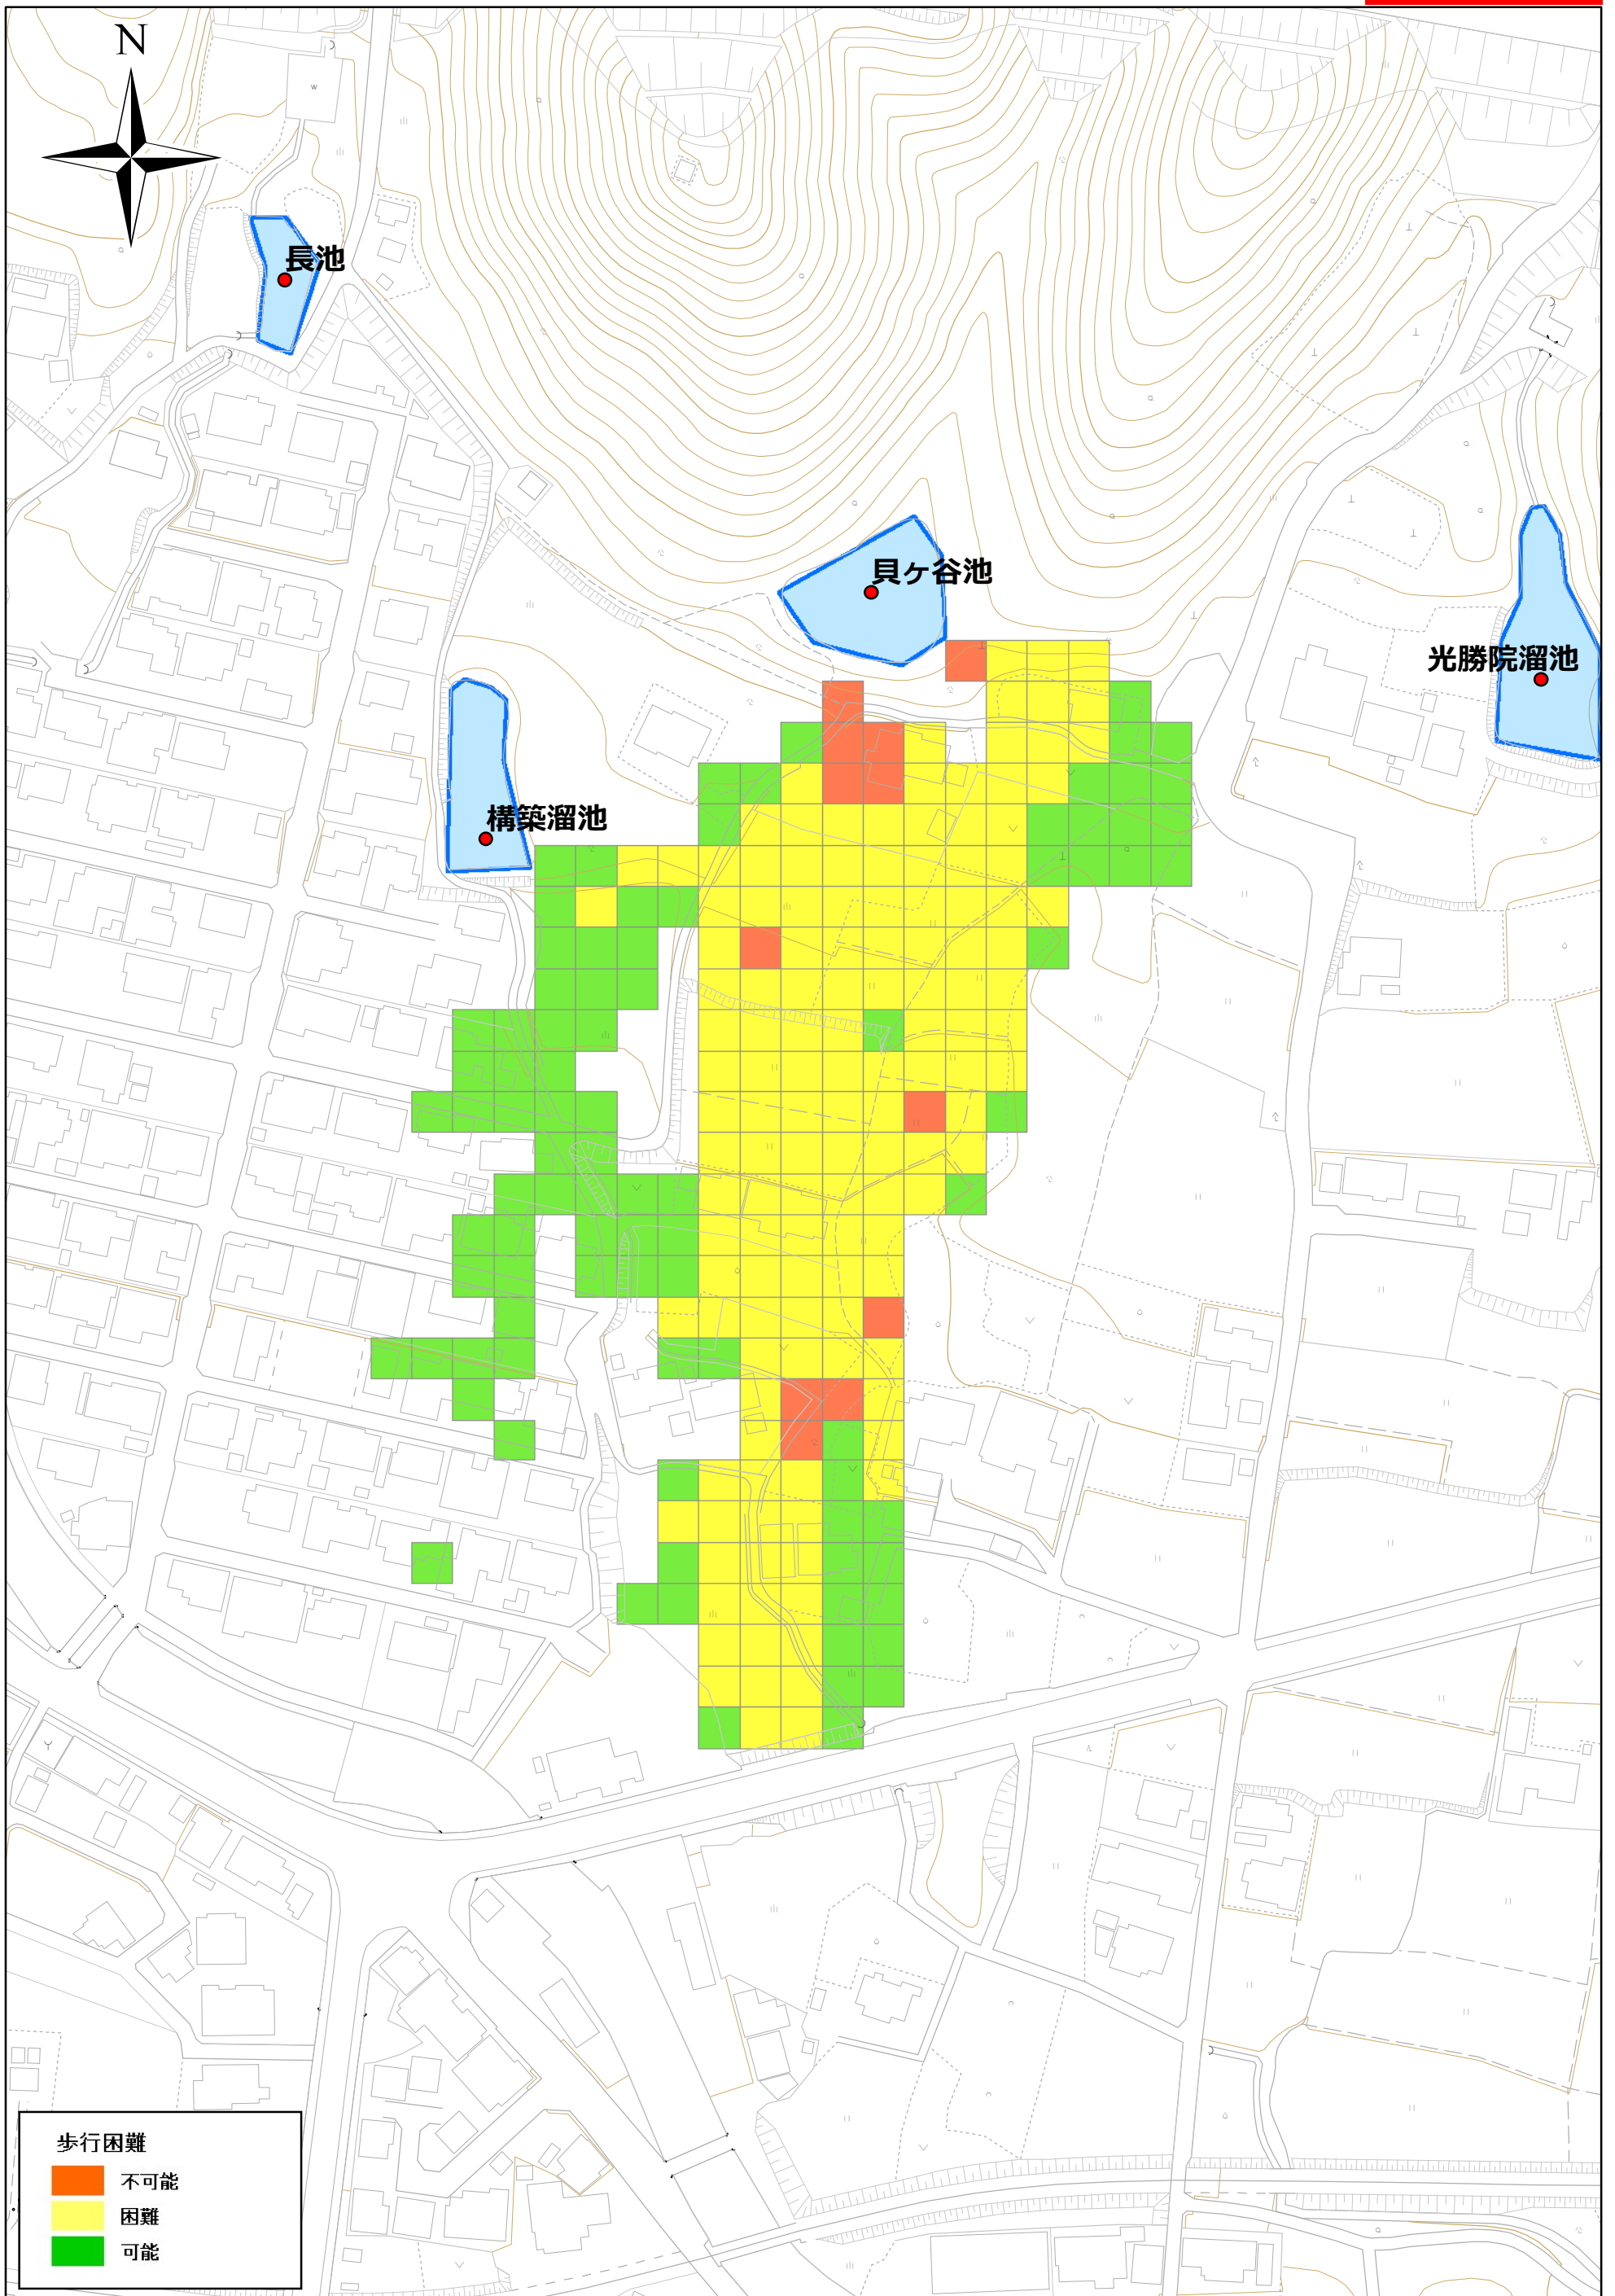 N
長池
貝ヶ谷池
光勝院溜池
構築溜池
歩行困難
不可能
困難
可能